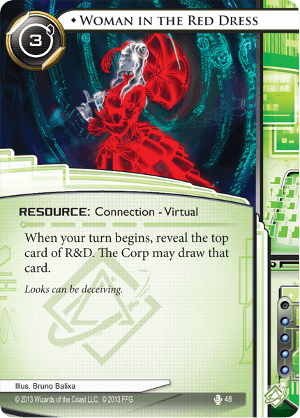 3
♦ Woman in the Red Dress
RESOURCE: Connection - Virtual
When your turn begins, reveal the top
card of R&D. The Corp may draw that
card.
Looks can be deceiving.
Illus. Bruno Balixa
© 2013 Wizards of the Coast LLC. © 2013 FFG
48